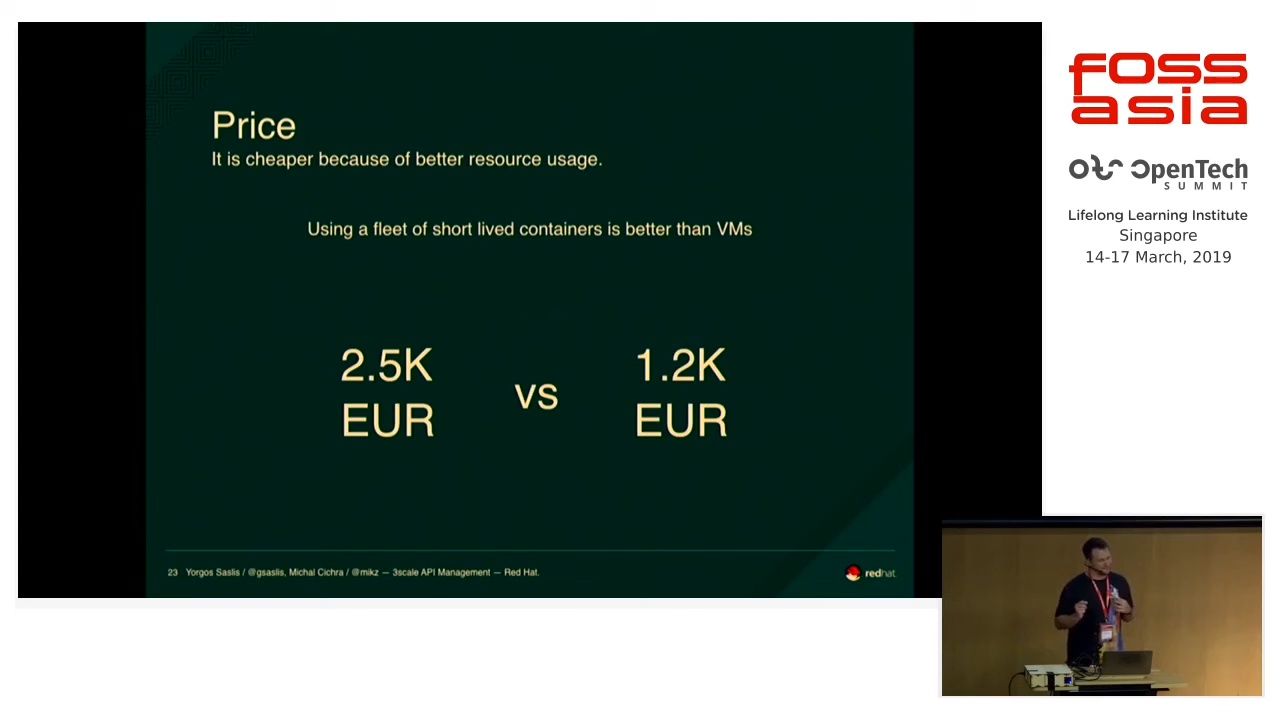 Price
It is cheaper because of better resource usage.
Using a fleet of short lived containers is better than VMs
2.5K
EUR
vs
1.2K
EUR
23 Yorgos Saslis / @gsaslis, Michal Cichra / @mikz — 3scale API Management — Red Hat.
redhat.
fOSS
asia
OpenTech
SUMMIT
Lifelong Learning Institute
Singapore
14-17 March, 2019